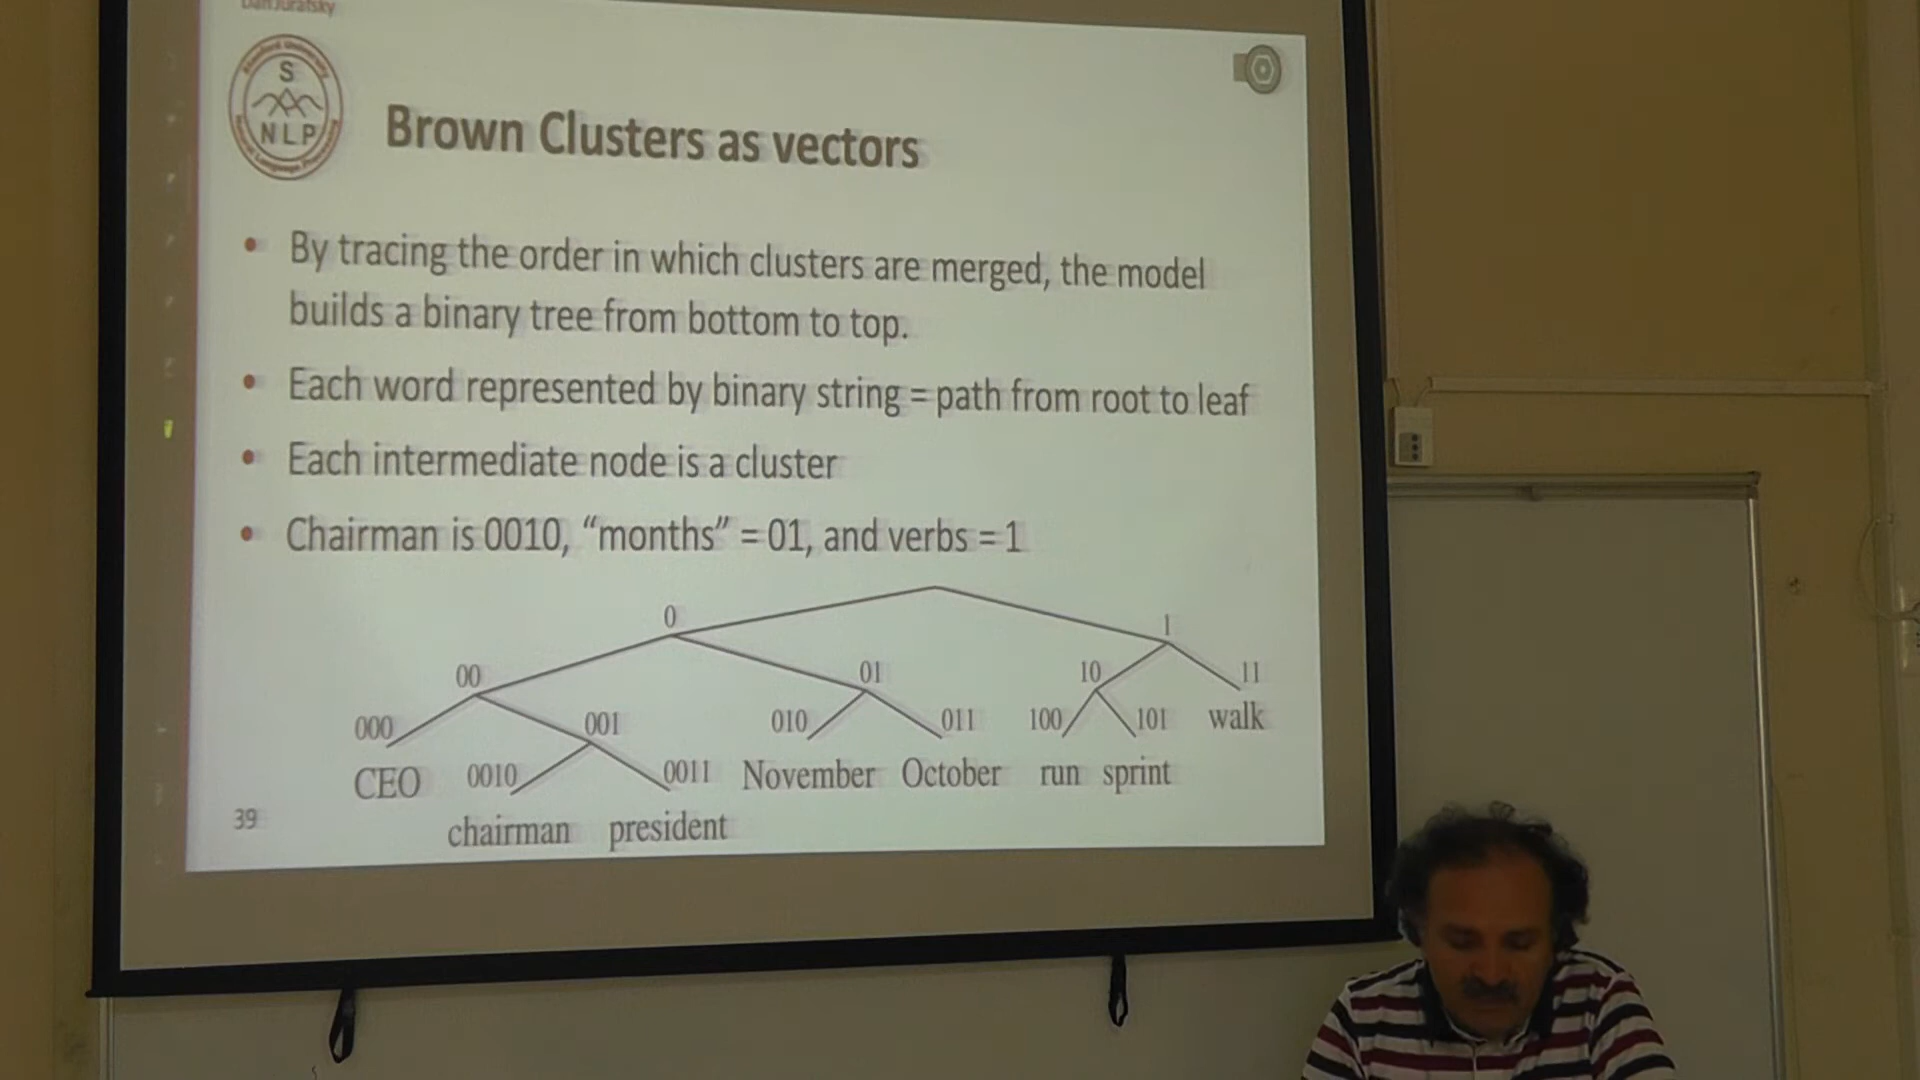 Dan Jurafsky
S
NLP
Brown Clusters as vectors
• By tracing the order in which clusters are merged, the model
builds a binary tree from bottom to top.
• Each word represented by binary string = path from root to leaf
• Each intermediate node is a cluster
• Chairman is 0010, “months” = 01, and verbs = 1
0 1
00 01 10 11
000 001 010 011 100 101 walk
CEO 0010 0011 November October run sprint
39
chairman president